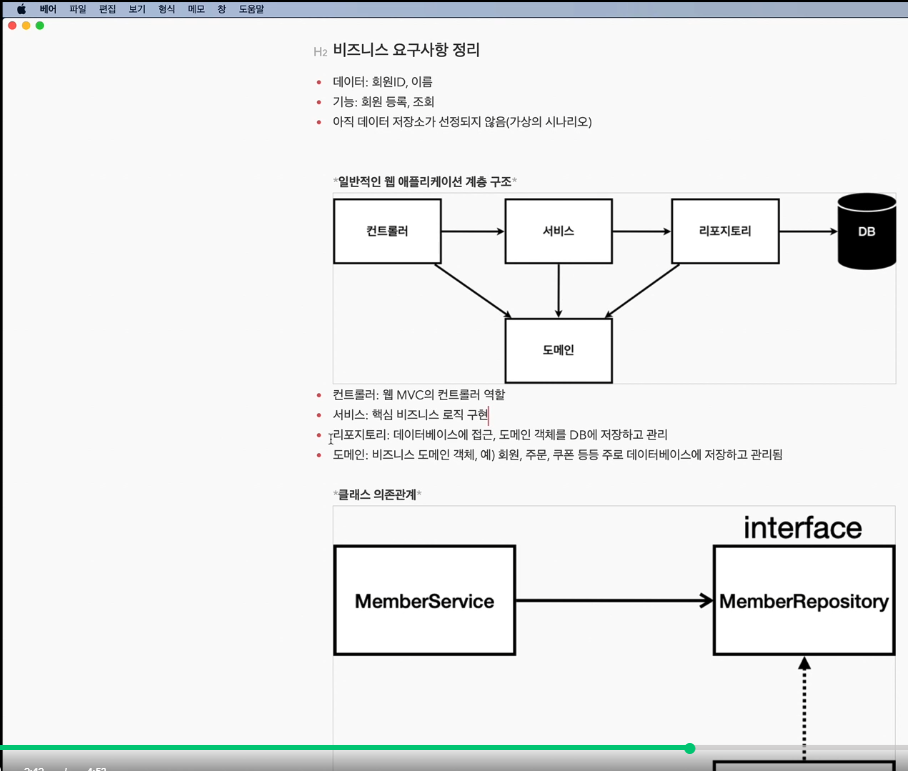 베어 파일 편집 보기 형식 메모 창 도움말
H2 비즈니스 요구사항 정리
• 데이터: 회원ID, 이름
• 기능: 회원 등록, 조회
• 아직 데이터 저장소가 선정되지 않음(가상의 시나리오)
*일반적인 웹 애플리케이션 계층 구조*
컨트롤러
서비스
리포지토리
DB
도메인
• 컨트롤러: 웹 MVC의 컨트롤러 역할
• 서비스: 핵심 비즈니스 로직 구현
• 리포지토리: 데이터베이스에 접근, 도메인 객체를 DB에 저장하고 관리
• 도메인: 비즈니스 도메인 객체, 예) 회원, 주문, 쿠폰 등등 주로 데이터베이스에 저장하고 관리됨
*클래스 의존관계*
interface
MemberService
MemberRepository